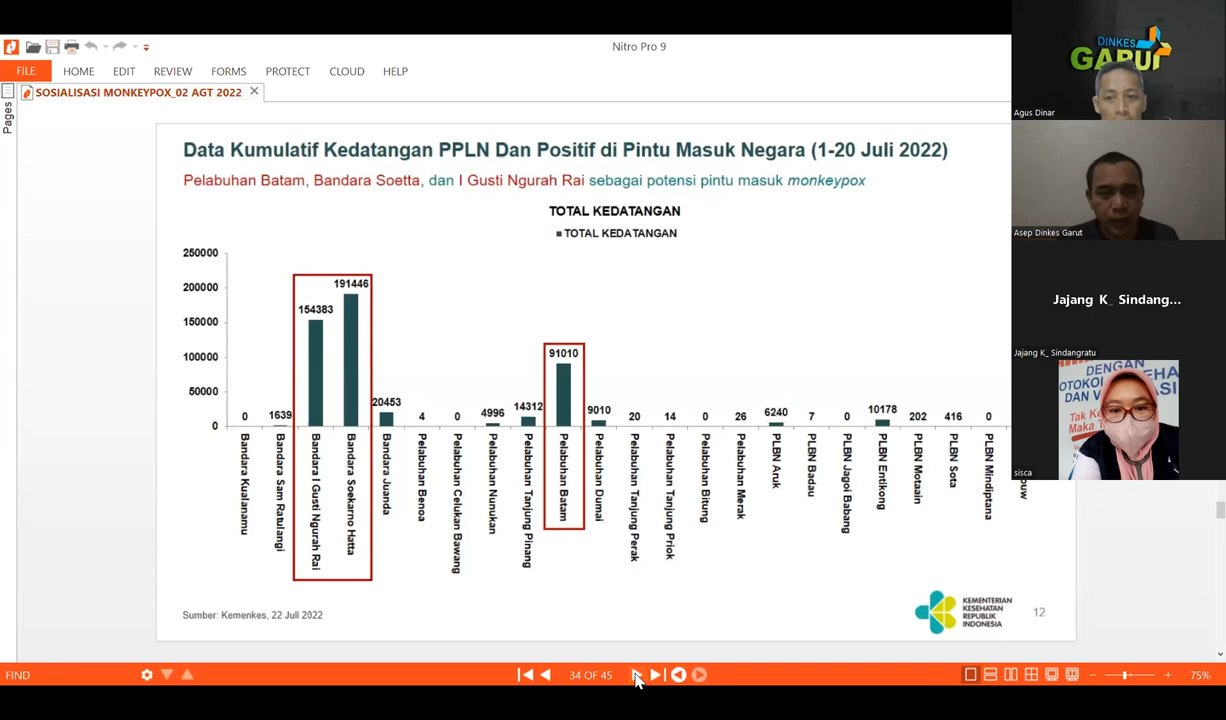 Nitro Pro 9
FILE HOME EDIT REVIEW FORMS PROTECT CLOUD HELP
SOSIALISASI MONKEYPOX_02 AGT 2022
Pages
Data Kumulatif Kedatangan PPLN Dan Positif di Pintu Masuk Negara (1-20 Juli 2022)
Pelabuhan Batam, Bandara Soetta, dan I Gusti Ngurah Rai sebagai potensi pintu masuk monkeypox
TOTAL KEDATANGAN
TOTAL KEDATANGAN
250000
200000
150000
100000
50000
0
0
1639
154383
191446
20453
4
0
4996
14312
91010
9010
20
14
0
26
6240
7
0
10178
202
416
0
Bandara Kualanamu
Bandara Sam Ratulangi
Bandara I Gusti Ngurah Rai
Bandara Soekarno Hatta
Bandara Juanda
Pelabuhan Benoa
Pelabuhan Celukan Bawang
Pelabuhan Nunukan
Pelabuhan Tanjung Pinang
Pelabuhan Batam
Pelabuhan Dumai
Pelabuhan Tanjung Perak
Pelabuhan Tanjung Priok
Pelabuhan Bitung
Pelabuhan Merak
PLBN Aruk
PLBN Badau
PLBN Jagoi Babang
PLBN Entikong
PLBN Motaain
PLBN Sota
PLBN Mindiptana
Sumber: Kemenkes, 22 Juli 2022
KEMENTERIAN
KESEHATAN
REPUBLIK
INDONESIA
12
FIND
34 OF 45
75%
DINKES
GARUT
Agus Dinar
Asep Dinkes Garut
Jajang K_ Sindang...
Jajang K_ Sindangratu
DENGAN
Tak Ke
Maka T
sisca